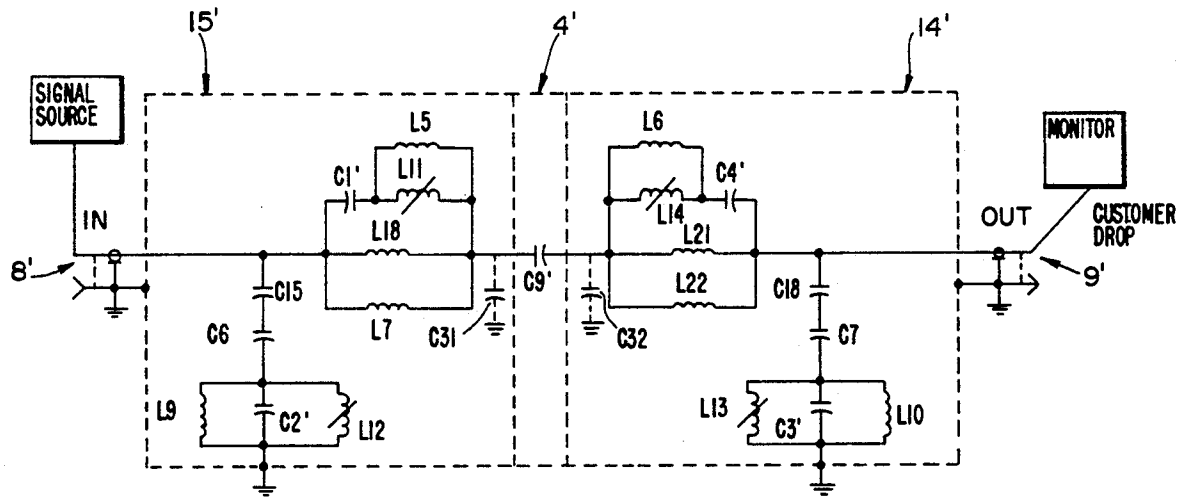 15'
4'
14'
SIGNAL
SOURCE
MONITOR
L5
L6
L11
C1'
C4'
L14
IN
L18
L21
OUT
CUSTOMER
DROP
8'
C15
C9'
C18
9'
L7
L22
C6
C31
C32
C7
L9
C2'
L12
L13
C3'
L10